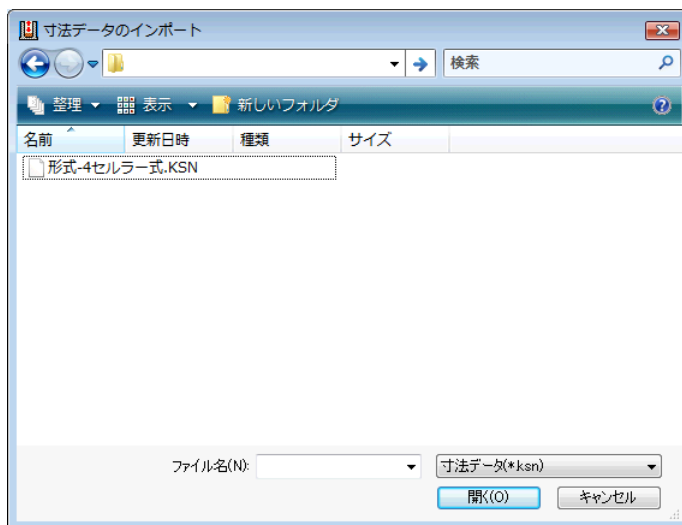 寸法データのインポート
検索
整理 表示 新しいフォルダ
名前 更新日時 種類 サイズ
形式-4セルラー式.KSN
ファイル名(N): 寸法データ(*ksn)
開く(O) キャンセル